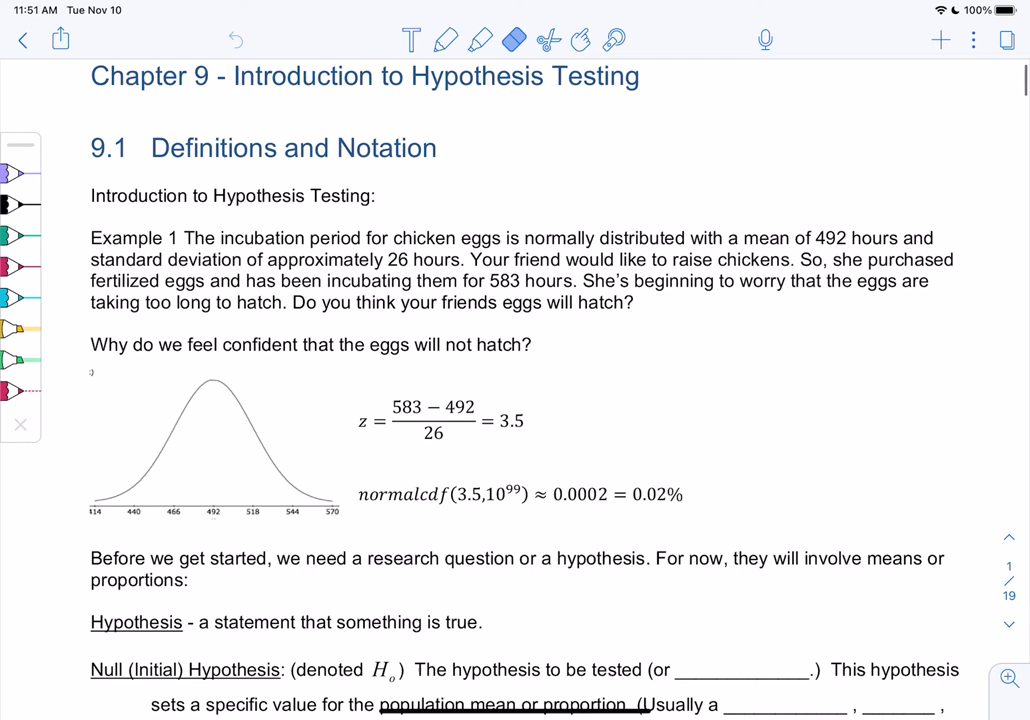 11:51 AM Tue Nov 10 100%
Chapter 9 - Introduction to Hypothesis Testing
9.1 Definitions and Notation
Introduction to Hypothesis Testing:
Example 1 The incubation period for chicken eggs is normally distributed with a mean of 492 hours and
standard deviation of approximately 26 hours. Your friend would like to raise chickens. So, she purchased
fertilized eggs and has been incubating them for 583 hours. She's beginning to worry that the eggs are
taking too long to hatch. Do you think your friends eggs will hatch?
Why do we feel confident that the eggs will not hatch?
z = (583 − 492)/26 = 3.5
normalcdf(3.5,10⁹⁹) ≈ 0.0002 = 0.02%
414 440 466 492 518 544 570
Before we get started, we need a research question or a hypothesis. For now, they will involve means or
proportions:
1
/
19
Hypothesis - a statement that something is true.
Null (Initial) Hypothesis: (denoted Hₒ) The hypothesis to be tested (or ______________.) This hypothesis
sets a specific value for the population mean or proportion. (Usually a _____________ , ________ ,